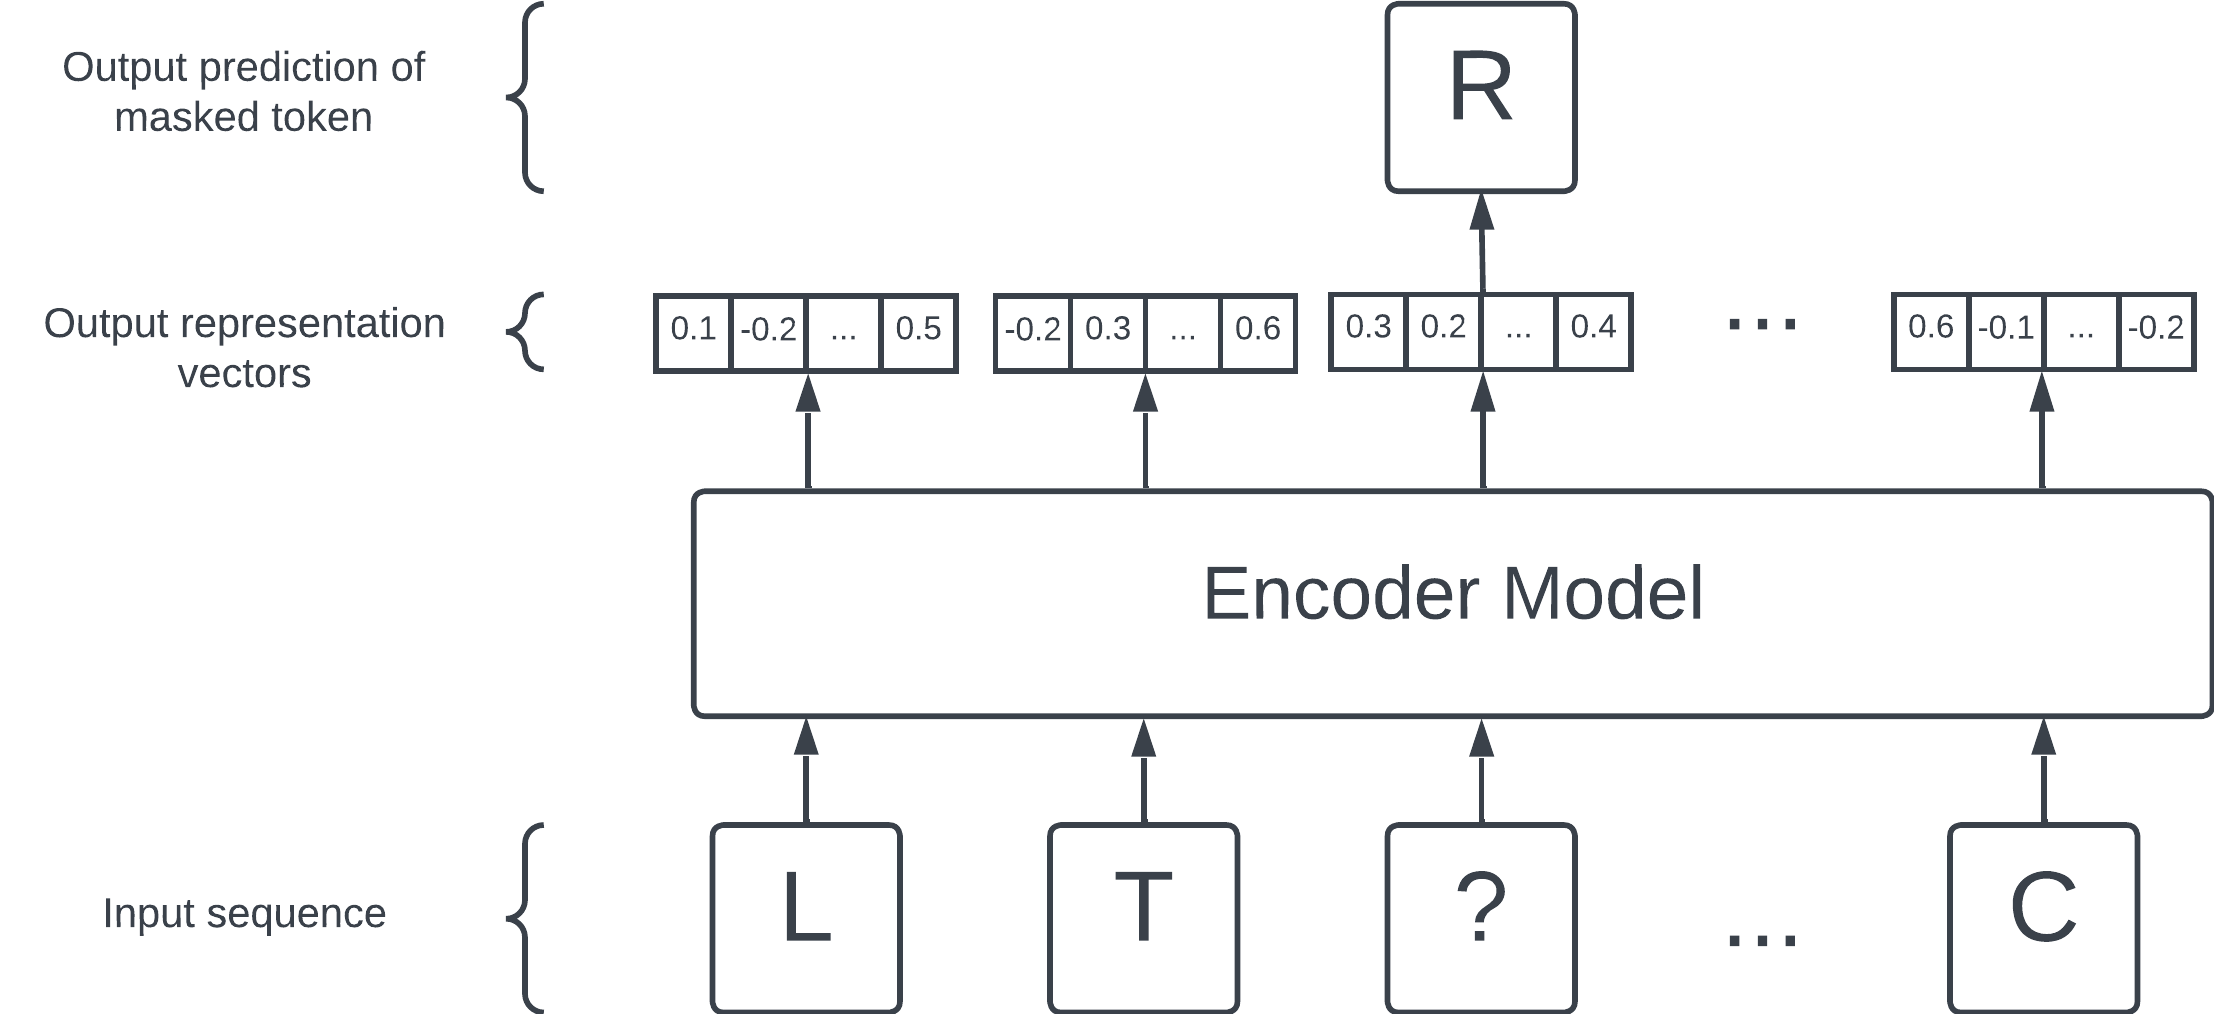 Output prediction of
masked token
R
Output representation
vectors
0.1 -0.2 ... 0.5
-0.2 0.3 ... 0.6
0.3 0.2 ... 0.4
...
0.6 -0.1 ... -0.2
Encoder Model
Input sequence
L T ? ... C